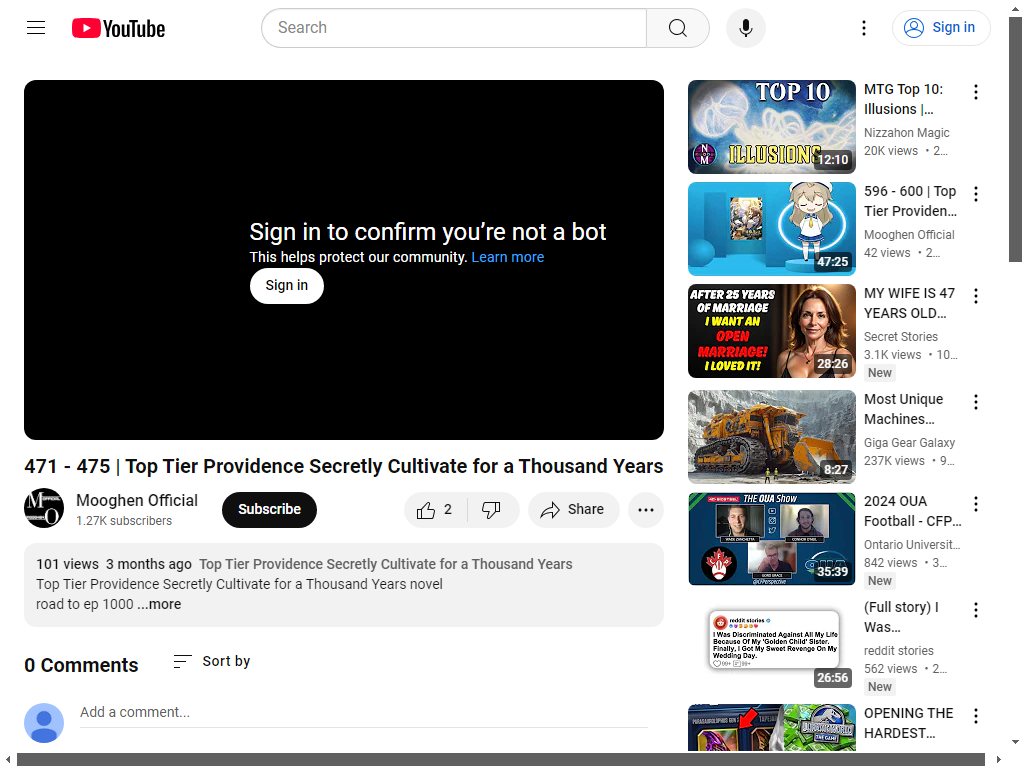 YouTube
Search
Sign in
Sign in to confirm you’re not a bot
This helps protect our community. Learn more
Sign in
471 - 475 | Top Tier Providence Secretly Cultivate for a Thousand Years
Mooghen Official
1.27K subscribers
Subscribe
2
Share
101 views 3 months ago Top Tier Providence Secretly Cultivate for a Thousand Years
Top Tier Providence Secretly Cultivate for a Thousand Years novel
road to ep 1000 ...more
0 Comments
Sort by
Add a comment...
TOP 10
ILLUSIONS
12:10
MTG Top 10:
Illusions |...
Nizzahon Magic
20K views • 2...
47:25
596 - 600 | Top
Tier Providen...
Mooghen Official
42 views • 2...
AFTER 25 YEARS
OF MARRIAGE
I WANT AN
OPEN
MARRIAGE!
I LOVED IT!
28:26
MY WIFE IS 47
YEARS OLD...
Secret Stories
3.1K views • 10...
New
8:27
Most Unique
Machines...
Giga Gear Galaxy
237K views • 9...
THE OUA Show
35:39
2024 OUA
Football - CFP...
Ontario Universit...
842 views • 3...
New
reddit stories
I Was Discriminated Against All My Life
Because Of My 'Golden Child' Sister.
Finally, I Got My Sweet Revenge On My
Wedding Day.
99+ 99+
26:56
(Full story) I
Was...
reddit stories
562 views • 2...
New
OPENING THE
HARDEST...